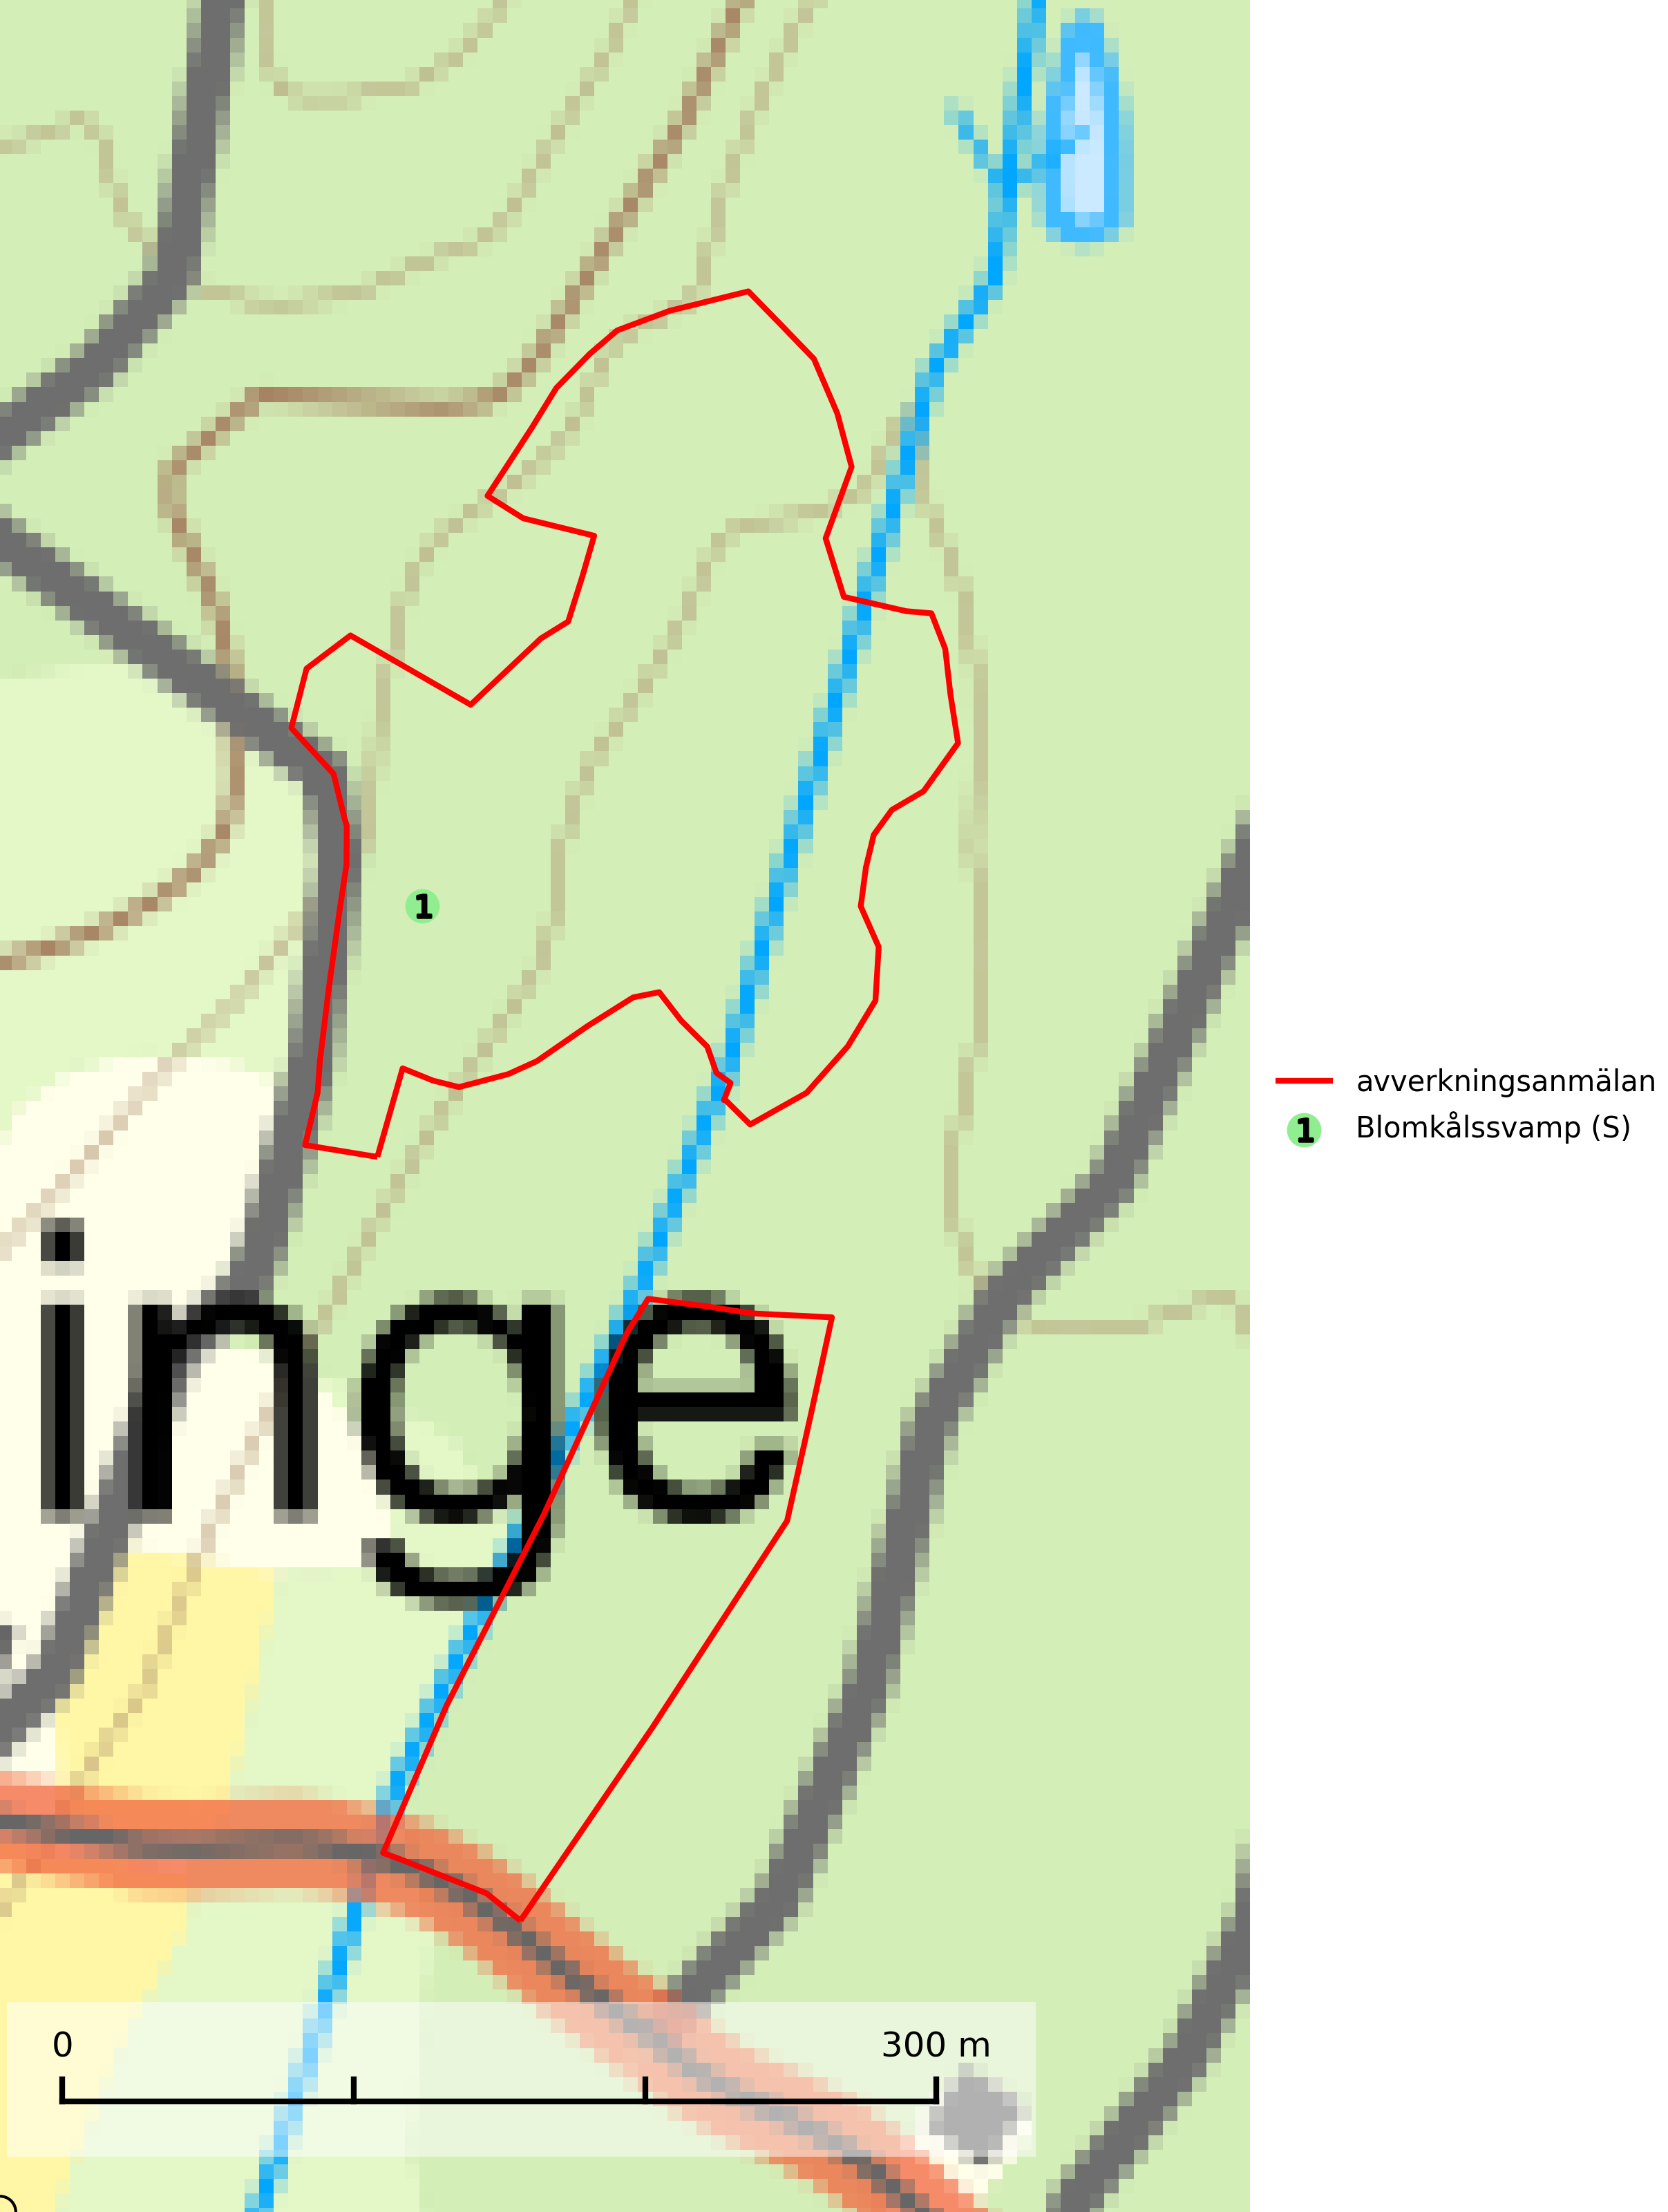 avverkningsanmälan
1
1 Blomkålssvamp (S)
inge
0 300 m